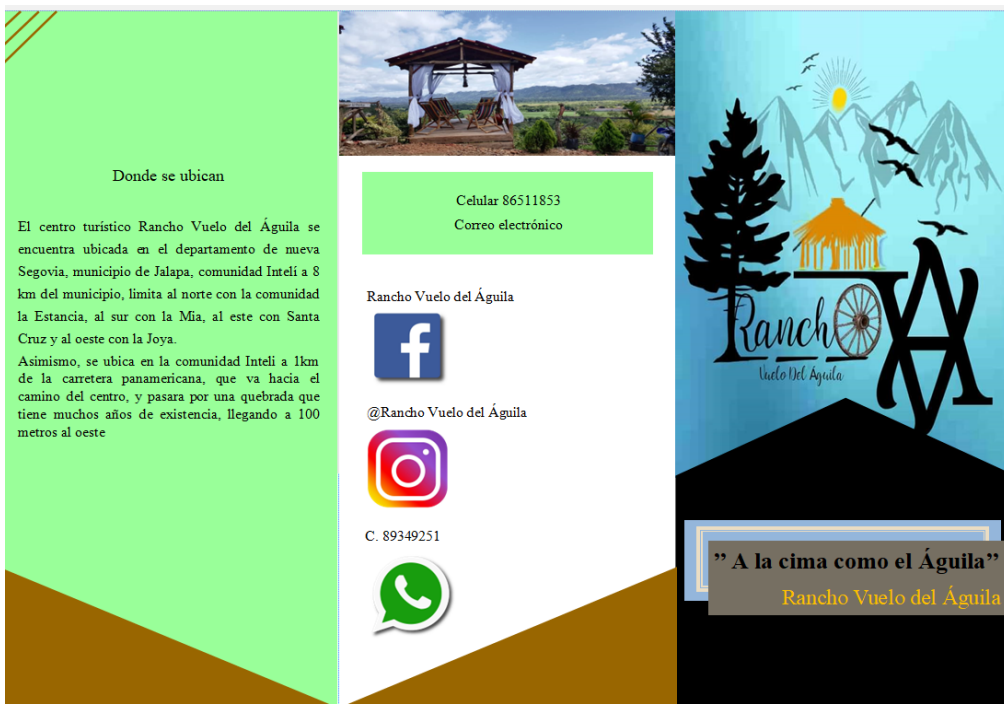 Donde se ubican
El centro turístico Rancho Vuelo del Águila se
encuentra ubicada en el departamento de nueva
Segovia, municipio de Jalapa, comunidad Intelí a 8
km del municipio, limita al norte con la comunidad
la Estancia, al sur con la Mia, al este con Santa
Cruz y al oeste con la Joya.
Asimismo, se ubica en la comunidad Inteli a 1km
de la carretera panamericana, que va hacia el
camino del centro, y pasara por una quebrada que
tiene muchos años de existencia, llegando a 100
metros al oeste
Celular 86511853
Correo electrónico
Rancho Vuelo del Águila
f
@Rancho Vuelo del Águila
C. 89349251
Rancho
Vuelo Del Águila
VA
” A la cima como el Águila”
Rancho Vuelo del Águila